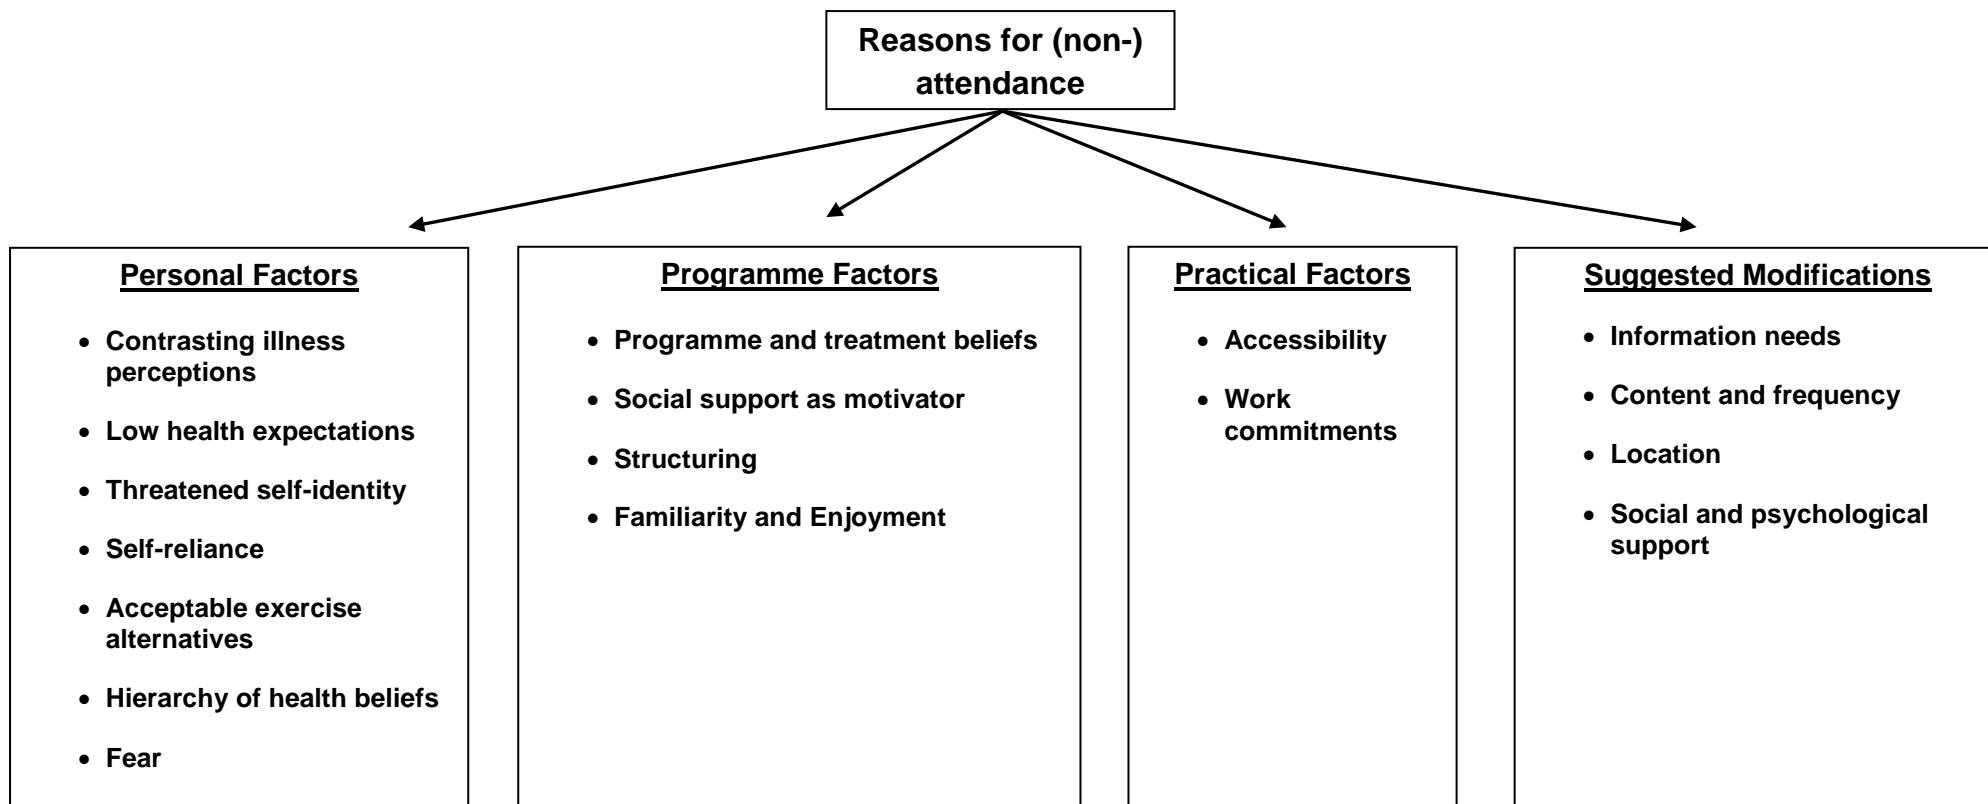 Reasons for (non-)
attendance
Personal Factors
• Contrasting illness
perceptions
• Low health expectations
• Threatened self-identity
• Self-reliance
• Acceptable exercise
alternatives
• Hierarchy of health beliefs
• Fear
Programme Factors
• Programme and treatment beliefs
• Social support as motivator
• Structuring
• Familiarity and Enjoyment
Practical Factors
• Accessibility
• Work
commitments
Suggested Modifications
• Information needs
• Content and frequency
• Location
• Social and psychological
support